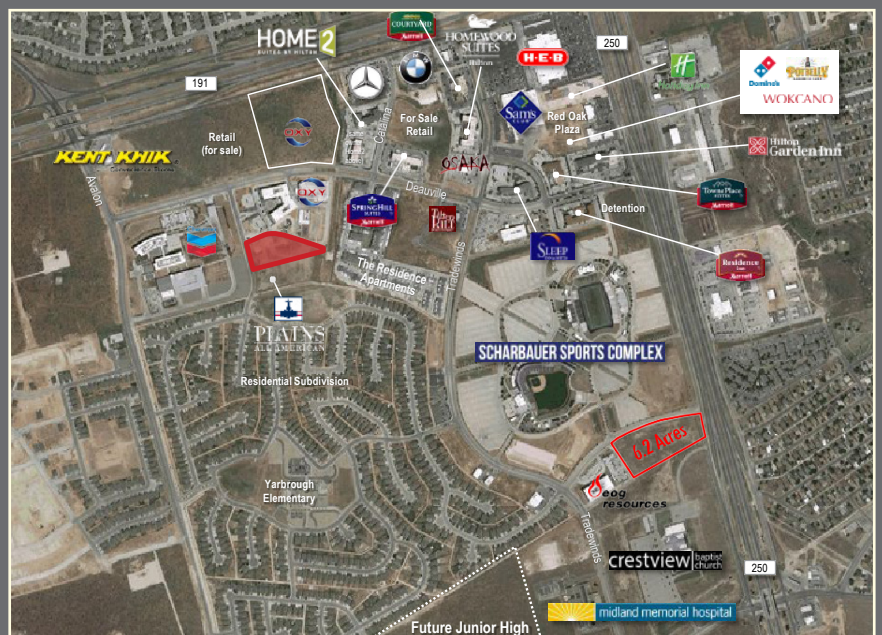 HOME 2
SUITES BY HILTON
COURTYARD
Marriott
HOMEWOOD
SUITES
Hilton
H-E-B
250
191
Holiday Inn
Domino's
POTBELLY
WOKCANO
Sam's
CLUB
Red Oak
Plaza
For Sale
Retail
Catalina
Retail
(for sale)
OXY
KENT KWIK
OSAKA
Hilton
Garden Inn
Avalon
Deauville
OXY
SPRINGHILL
SUITES
Marriott
TOWNEPLACE
SUITES
Marriott
Detention
SLEEP
Residence
Inn
Marriott
The Residence
Apartments
Tradewinds
PLAINS
ALL AMERICAN
SCHARBAUER SPORTS COMPLEX
Residential Subdivision
6.2 Acres
Yarbrough
Elementary
eog
resources
Tradewinds
crestview baptist
church
250
midland memorial hospital
Future Junior High